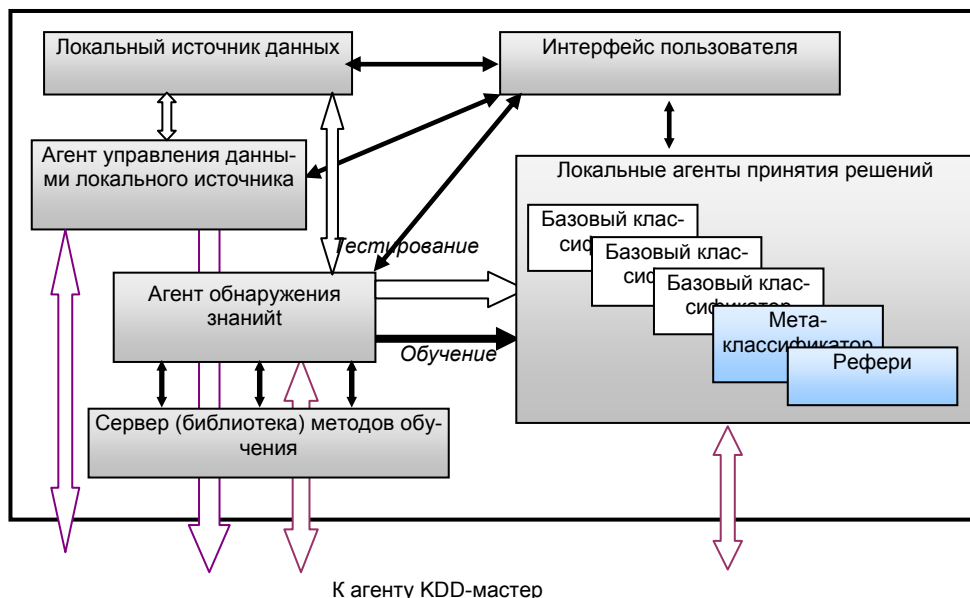 Локальный источник данных
Интерфейс пользователя
Агент управления данны-
ми локального источника
Локальные агенты принятия решений
Базовый клас-
Базовый клас-
Базовый клас-
сификатор
Мета-
классификатор
Рефери
Тестирование
Агент обнаружения
знанийt
Обучение
Сервер (библиотека) методов обу-
чения
К агенту KDD-мастер